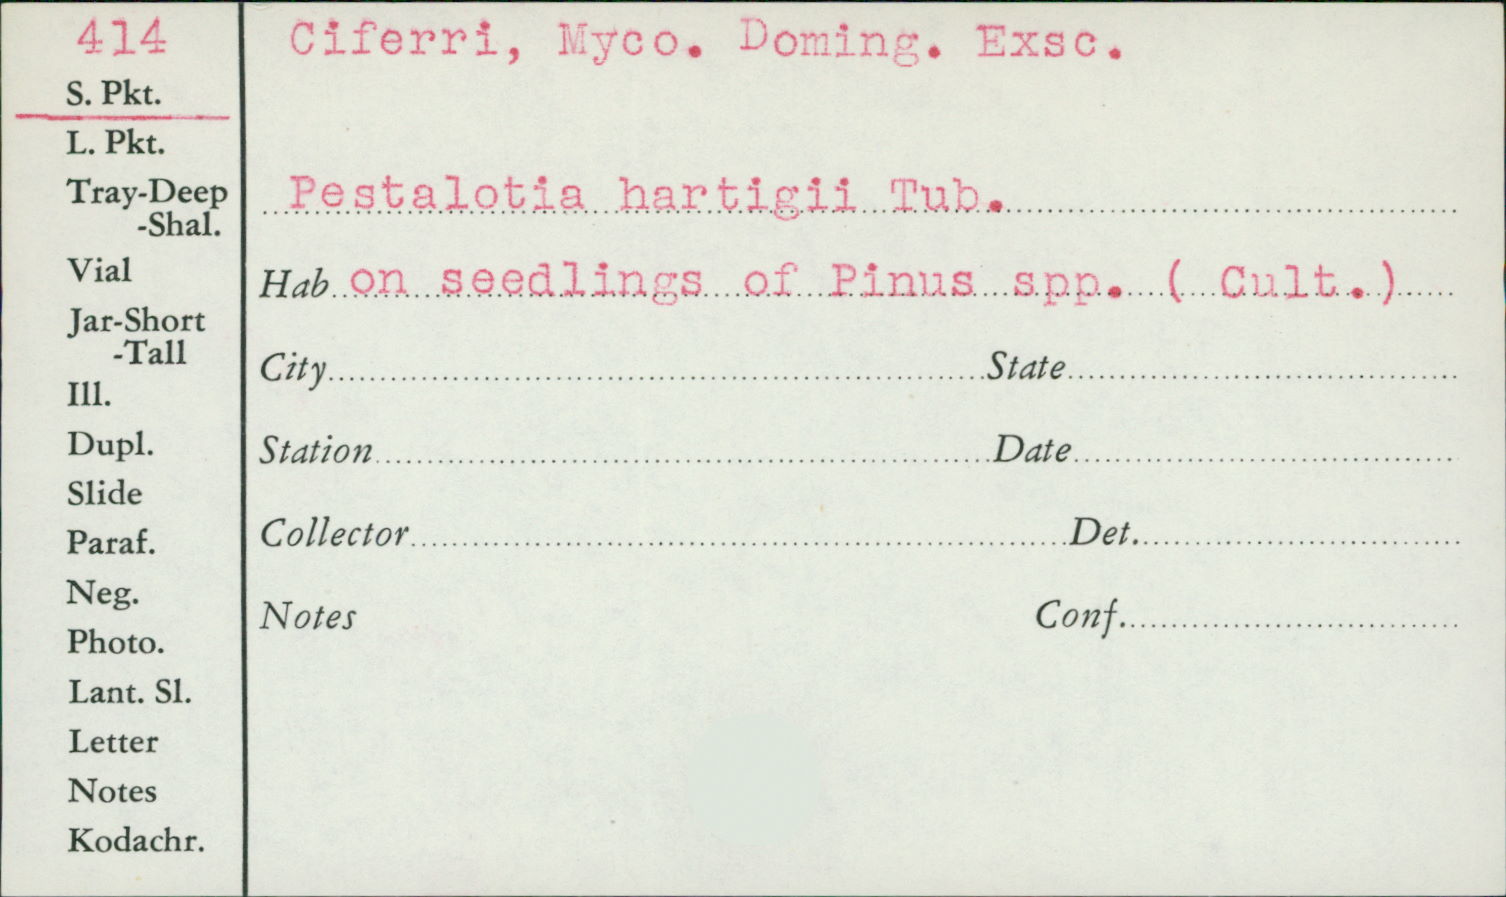 414
S. Pkt.
L. Pkt.
Tray-Deep
-Shal.
Vial
Jar-Short
-Tall
Ill.
Dupl.
Slide
Paraf.
Neg.
Photo.
Lant. Sl.
Letter
Notes
Kodachr.
Ciferri, Myco. Doming. Exsc.
Pestalotia hartigii Tub.
Hab on seedlings of Pinus spp. ( Cult.)
City State
Station Date
Collector Det.
Notes Conf.